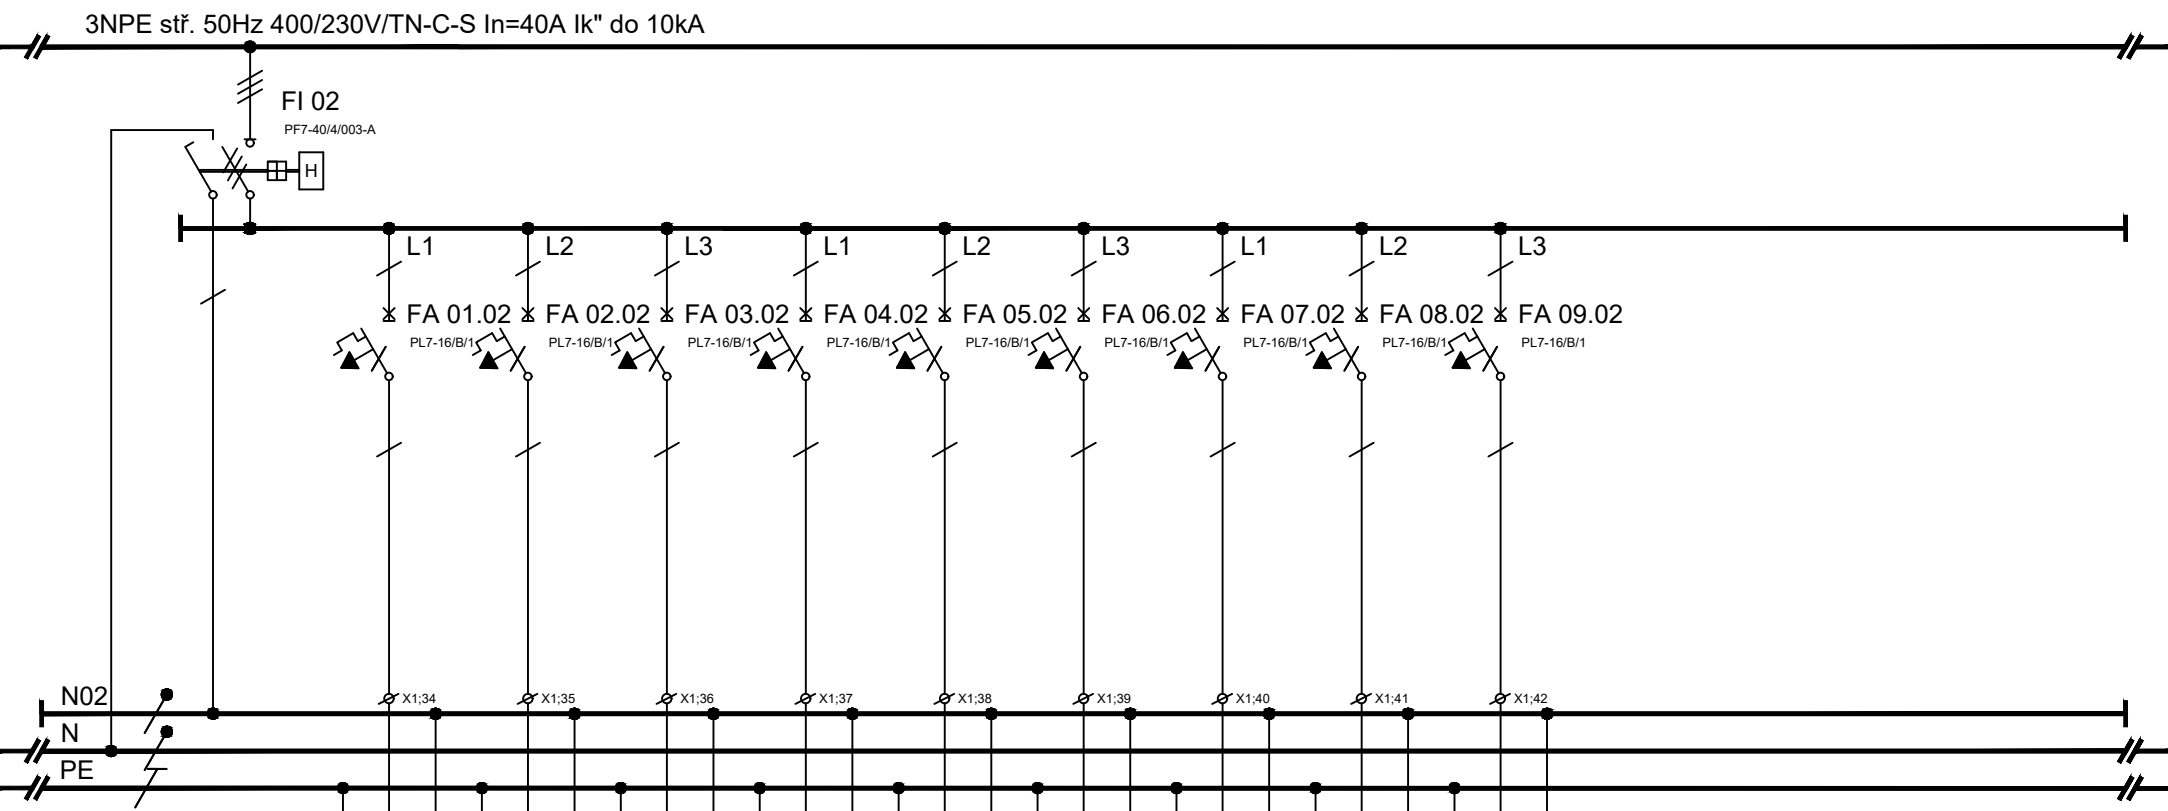 3NPE stř. 50Hz 400/230V/TN-C-S In=40A Ik" do 10kA
FI 02
PF7-40/4/003-A
H
L1 L2 L3 L1 L2 L3 L1 L2 L3
FA 01.02 FA 02.02 FA 03.02 FA 04.02 FA 05.02 FA 06.02 FA 07.02 FA 08.02 FA 09.02
PL7-16/B/1 PL7-16/B/1 PL7-16/B/1 PL7-16/B/1 PL7-16/B/1 PL7-16/B/1 PL7-16/B/1 PL7-16/B/1 PL7-16/B/1
N02 X1;34 X1;35 X1;36 X1;37 X1;38 X1;39 X1;40 X1;41 X1;42
N
PE